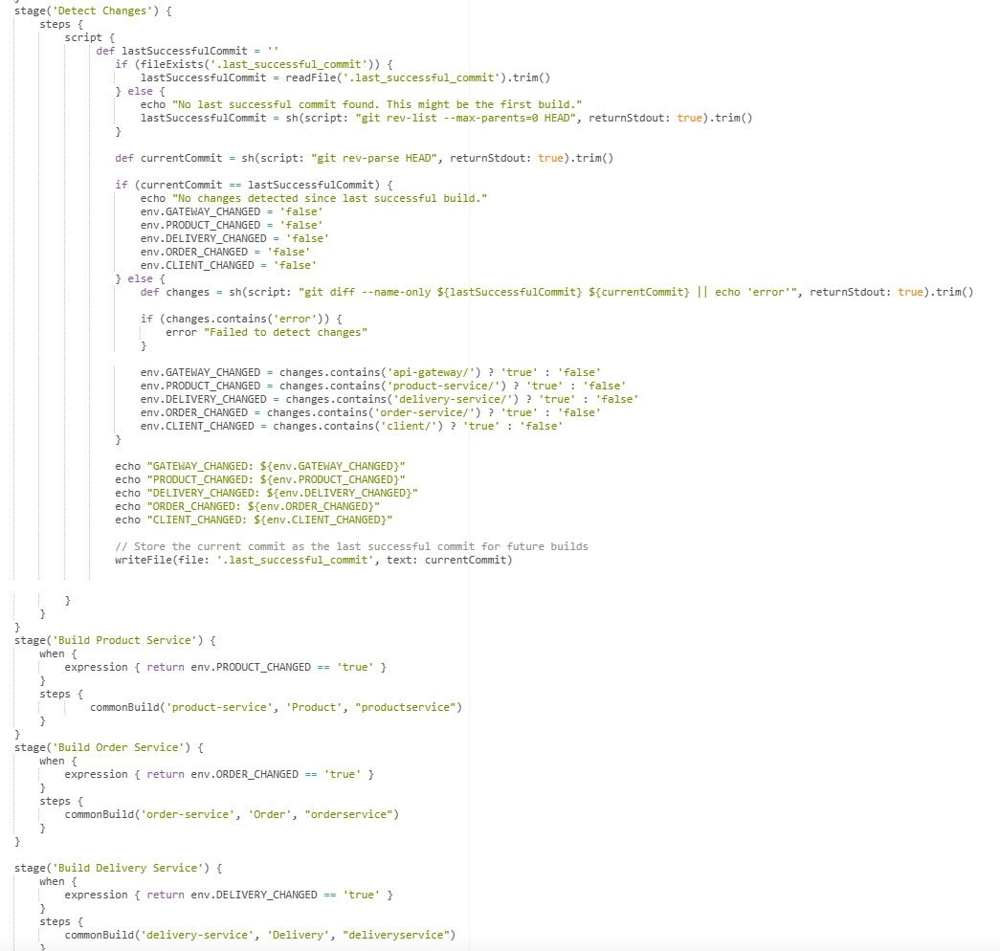 stage('Detect Changes') {
steps {
script {
def lastSuccessfulCommit = ''
if (fileExists('.last_successful_commit')) {
lastSuccessfulCommit = readFile('.last_successful_commit').trim()
} else {
echo "No last successful commit found. This might be the first build."
lastSuccessfulCommit = sh(script: "git rev-list --max-parents=0 HEAD", returnStdout: true).trim()
}
def currentCommit = sh(script: "git rev-parse HEAD", returnStdout: true).trim()
if (currentCommit == lastSuccessfulCommit) {
echo "No changes detected since last successful build."
env.GATEWAY_CHANGED = 'false'
env.PRODUCT_CHANGED = 'false'
env.DELIVERY_CHANGED = 'false'
env.ORDER_CHANGED = 'false'
env.CLIENT_CHANGED = 'false'
} else {
def changes = sh(script: "git diff --name-only ${lastSuccessfulCommit} ${currentCommit} || echo 'error'", returnStdout: true).trim()
if (changes.contains('error')) {
error "Failed to detect changes"
}
env.GATEWAY_CHANGED = changes.contains('api-gateway/') ? 'true' : 'false'
env.PRODUCT_CHANGED = changes.contains('product-service/') ? 'true' : 'false'
env.DELIVERY_CHANGED = changes.contains('delivery-service/') ? 'true' : 'false'
env.ORDER_CHANGED = changes.contains('order-service/') ? 'true' : 'false'
env.CLIENT_CHANGED = changes.contains('client/') ? 'true' : 'false'
}
echo "GATEWAY_CHANGED: ${env.GATEWAY_CHANGED}"
echo "PRODUCT_CHANGED: ${env.PRODUCT_CHANGED}"
echo "DELIVERY_CHANGED: ${env.DELIVERY_CHANGED}"
echo "ORDER_CHANGED: ${env.ORDER_CHANGED}"
echo "CLIENT_CHANGED: ${env.CLIENT_CHANGED}"
// Store the current commit as the last successful commit for future builds
writeFile(file: '.last_successful_commit', text: currentCommit)
}
}
}
stage('Build Product Service') {
when {
expression { return env.PRODUCT_CHANGED == 'true' }
}
steps {
commonBuild('product-service', 'Product', "productservice")
}
}
stage('Build Order Service') {
when {
expression { return env.ORDER_CHANGED == 'true' }
}
steps {
commonBuild('order-service', 'Order', "orderservice")
}
}
stage('Build Delivery Service') {
when {
expression { return env.DELIVERY_CHANGED == 'true' }
}
steps {
commonBuild('delivery-service', 'Delivery', "deliveryservice")
}